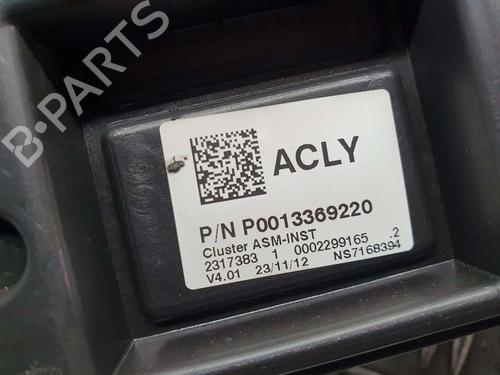 B-PARTS
ACLY
P/N P0013369220
Cluster ASM-INST
2317383 1 0002299165 .2
V4.01 23/11/12 NS7168394